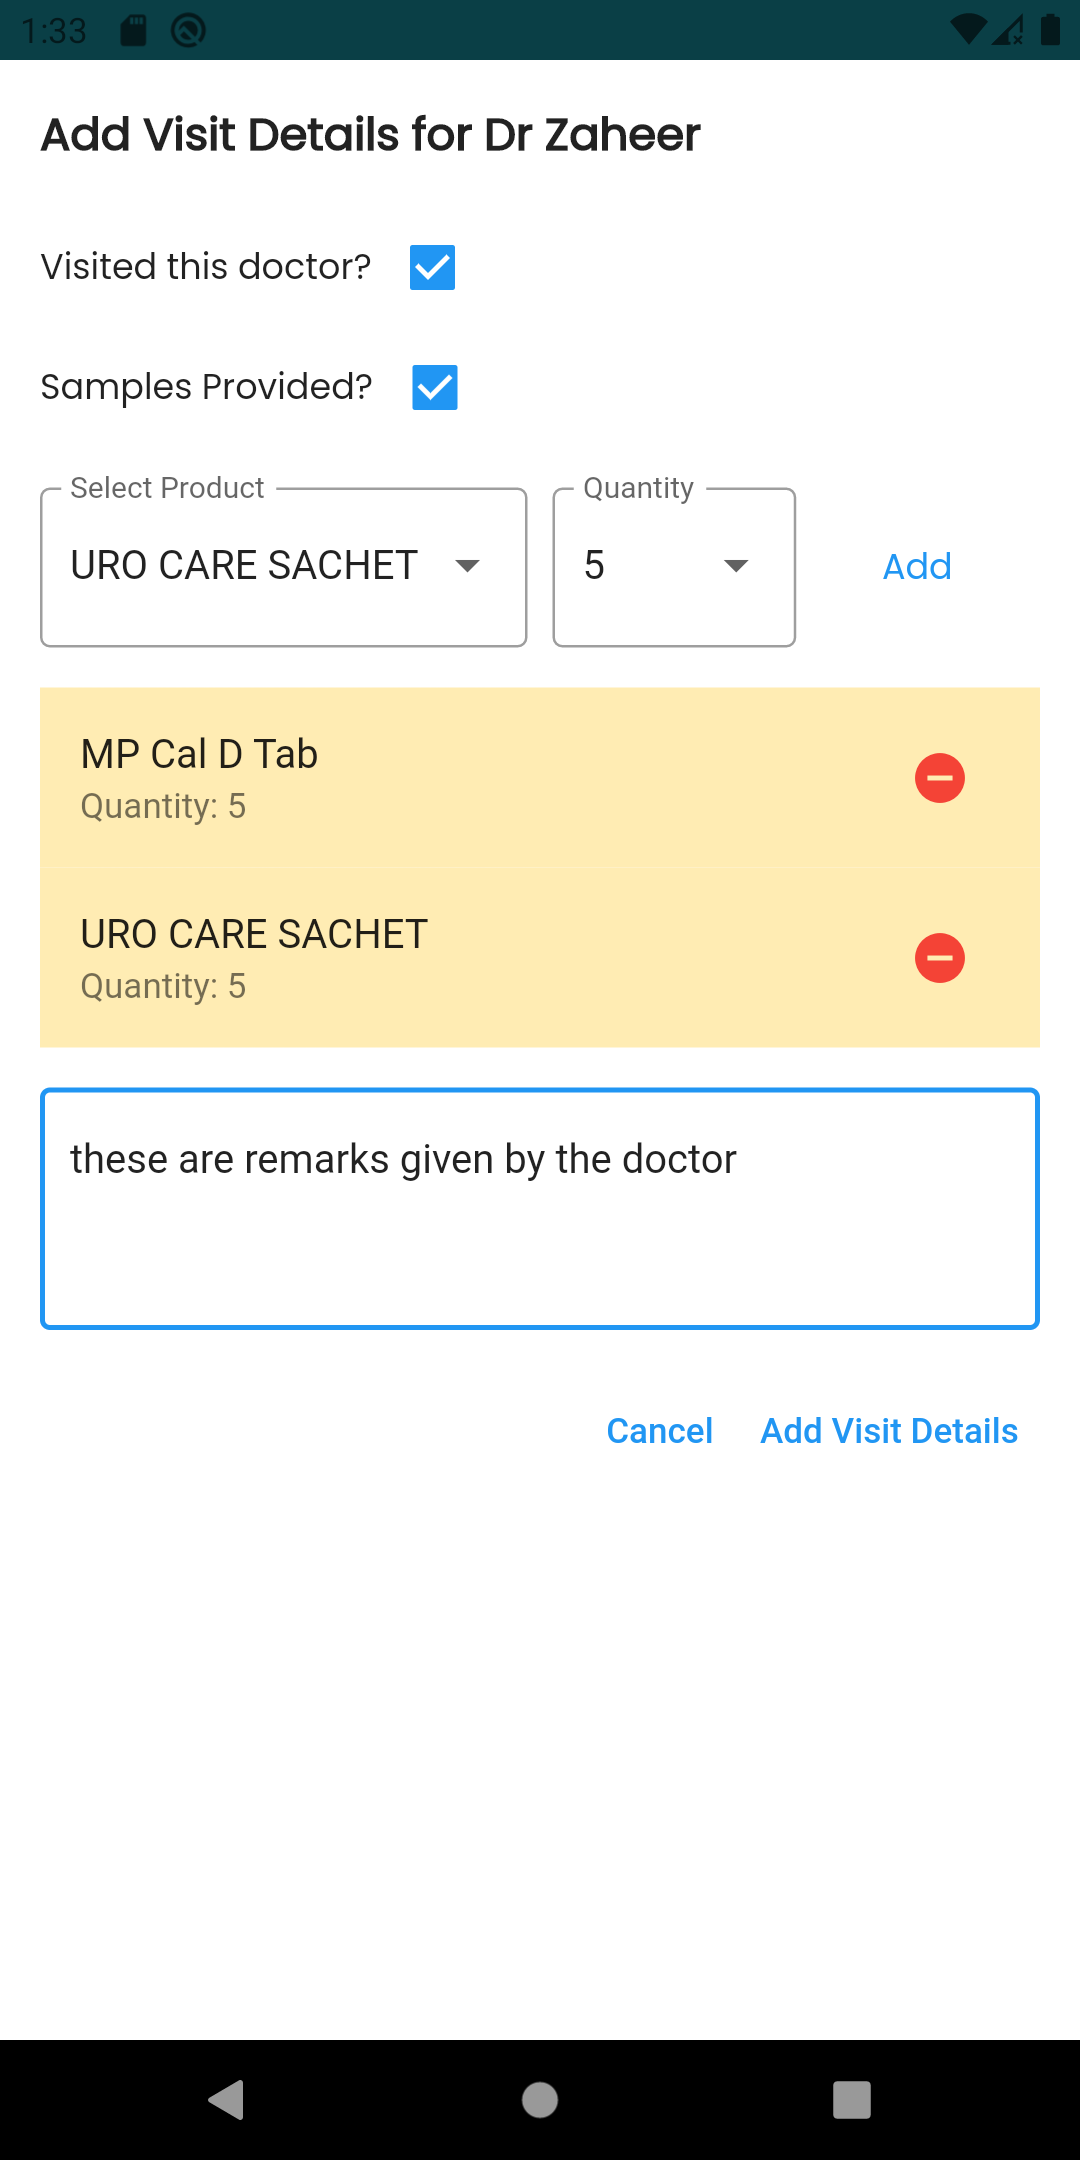 1:33
Add Visit Details for Dr Zaheer
Visited this doctor?
Samples Provided?
Select Product
Quantity
URO CARE SACHET
5
Add
MP Cal D Tab
Quantity: 5
URO CARE SACHET
Quantity: 5
these are remarks given by the doctor
Cancel
Add Visit Details